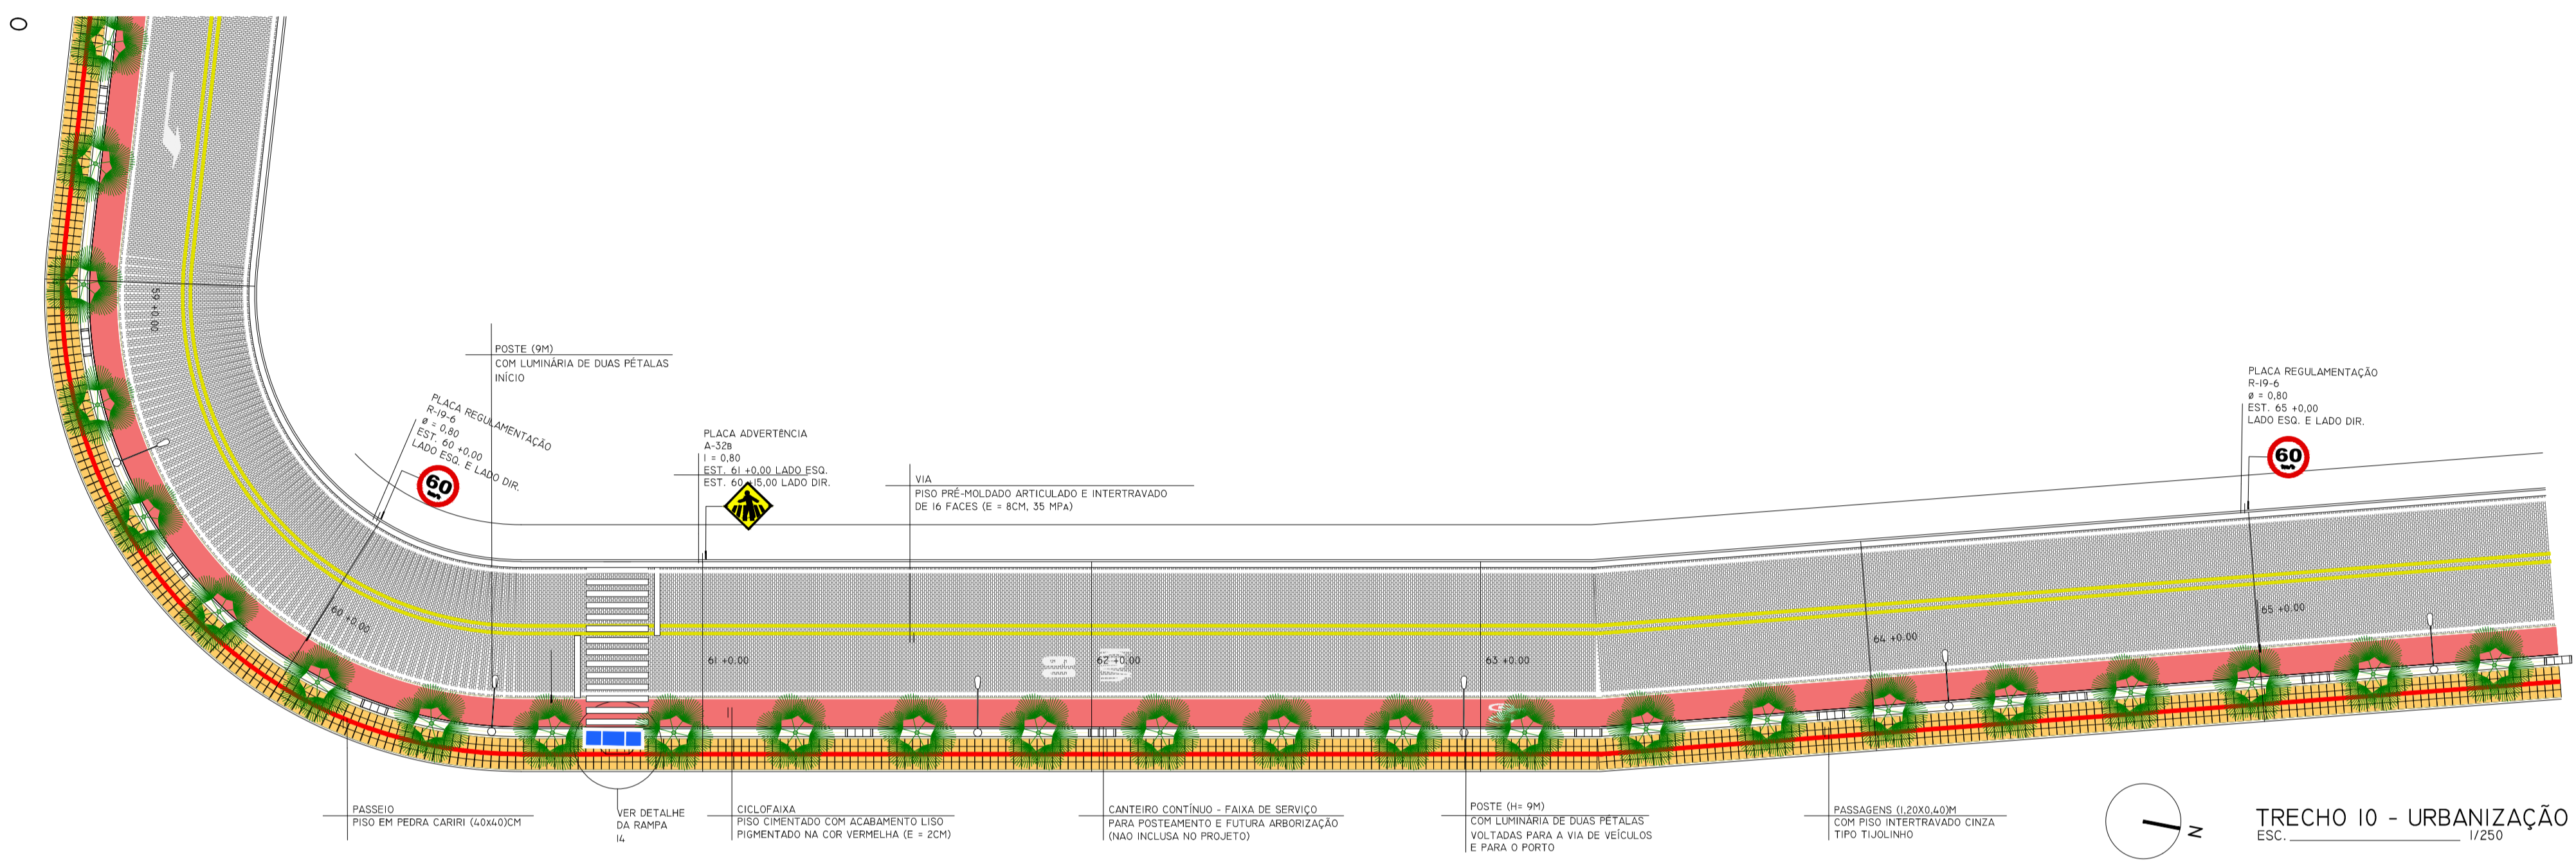 O
59 +0.00
POSTE (9M)
COM LUMINÁRIA DE DUAS PÉTALAS
INÍCIO
PLACA REGULAMENTAÇÃO
R-19-6
ø = 0,80
EST. 60 +0,00
LADO ESQ. E LADO DIR.
60
km/h
PLACA ADVERTÊNCIA
A-32B
l = 0,80
EST. 61 +0,00 LADO ESQ.
EST. 60 +15,00 LADO DIR.
VIA
PISO PRÉ-MOLDADO ARTICULADO E INTERTRAVADO
DE 16 FACES (E = 8CM, 35 MPA)
PLACA REGULAMENTAÇÃO
R-19-6
ø = 0,80
EST. 65 +0,00
LADO ESQ. E LADO DIR.
60
km/h
60 +0.00
61 +0.00
62 +0.00
63 +0.00
64 +0.00
65 +0.00
PASSEIO
PISO EM PEDRA CARIRI (40x40)CM
VER DETALHE
DA RAMPA
14
CICLOFAIXA
PISO CIMENTADO COM ACABAMENTO LISO
PIGMENTADO NA COR VERMELHA (E = 2CM)
CANTEIRO CONTÍNUO - FAIXA DE SERVIÇO
PARA POSTEAMENTO E FUTURA ARBORIZAÇÃO
(NAO INCLUSA NO PROJETO)
POSTE (H= 9M)
COM LUMINÁRIA DE DUAS PÉTALAS
VOLTADAS PARA A VIA DE VEÍCULOS
E PARA O PORTO
PASSAGENS (1,20X0,40)M
COM PISO INTERTRAVADO CINZA
TIPO TIJOLINHO
N
TRECHO 10 - URBANIZAÇÃO
ESC. 1/250